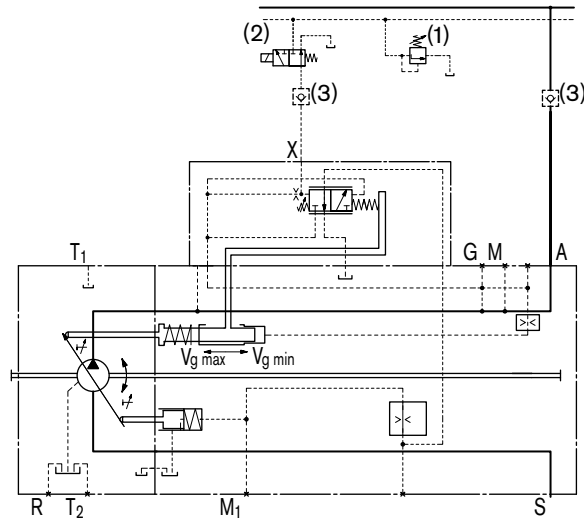 (2)
(1)
(3)
(3)
X
T1
G M A
Vg max
Vg min
R
T2
M1
S